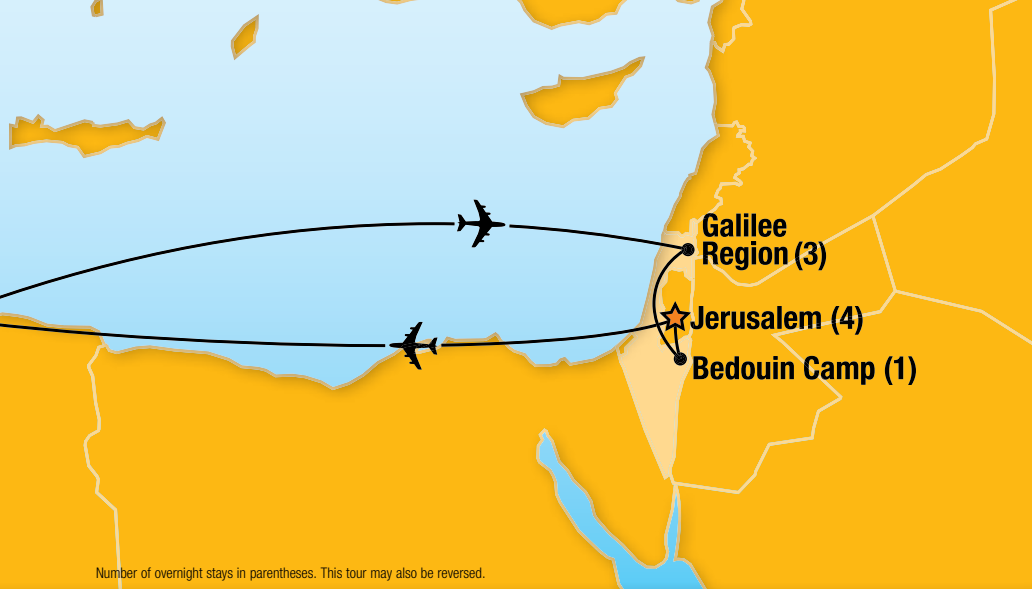 Galilee
Region (3)
Jerusalem (4)
Bedouin Camp (1)
Number of overnight stays in parentheses. This tour may also be reversed.